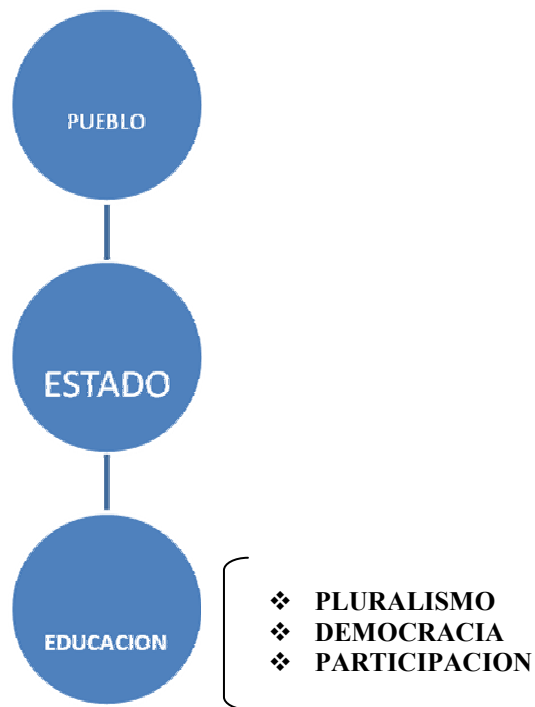 PUEBLO
ESTADO
EDUCACION
❖ PLURALISMO
❖ DEMOCRACIA
❖ PARTICIPACION